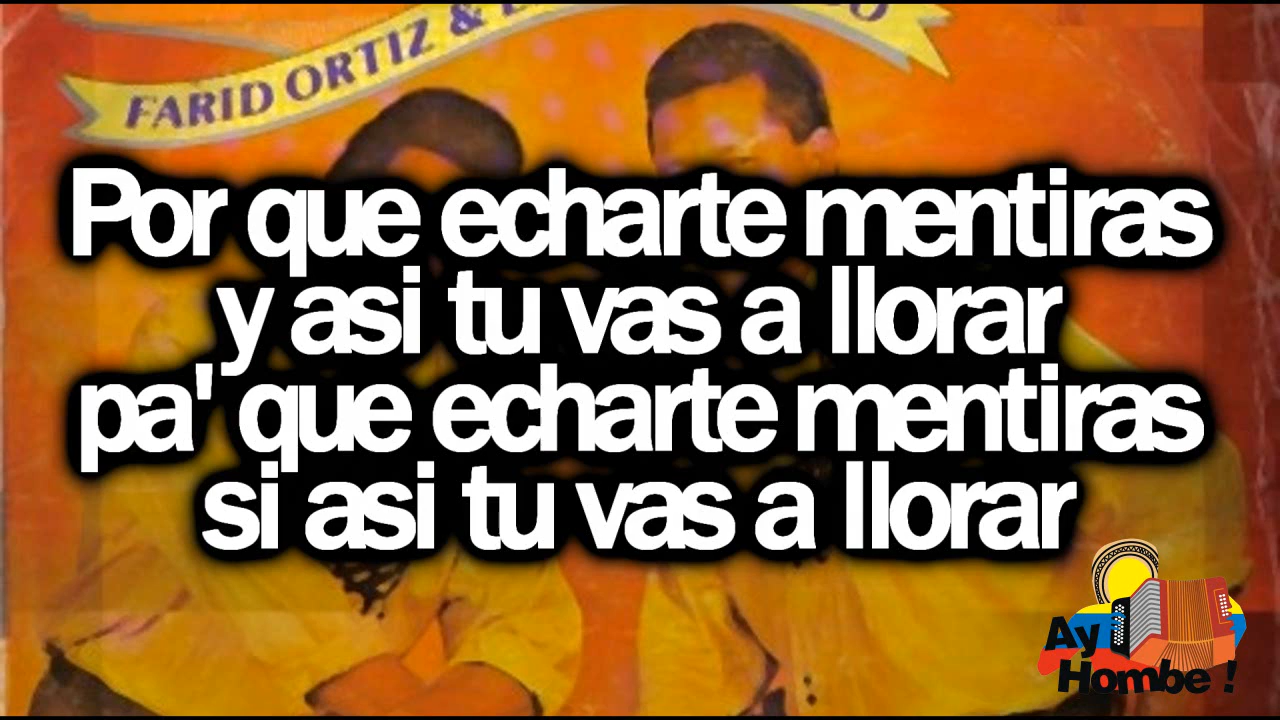 FARID ORTIZ &
Por que echarte mentiras
y asi tu vas a llorar
pa' que echarte mentiras
si asi tu vas a llorar
Ay
Hombe !